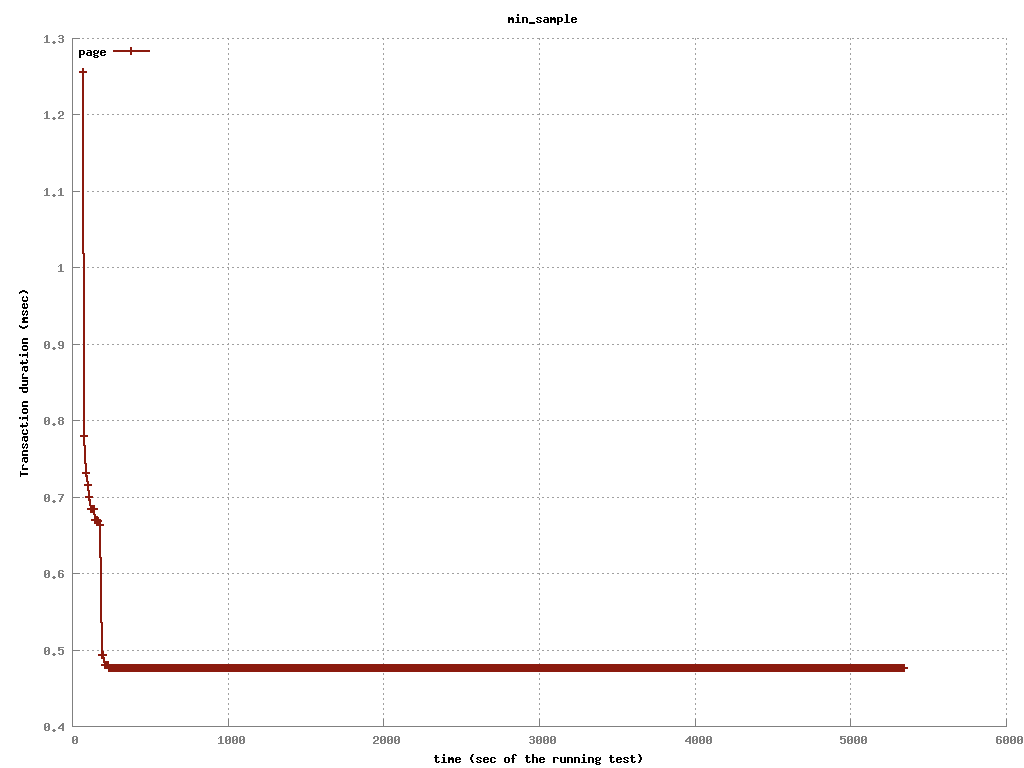 min_sample
page
1.3
1.2
1.1
1
0.9
0.8
0.7
0.6
0.5
0.4
Transaction duration (msec)
0 1000 2000 3000 4000 5000 6000
time (sec of the running test)